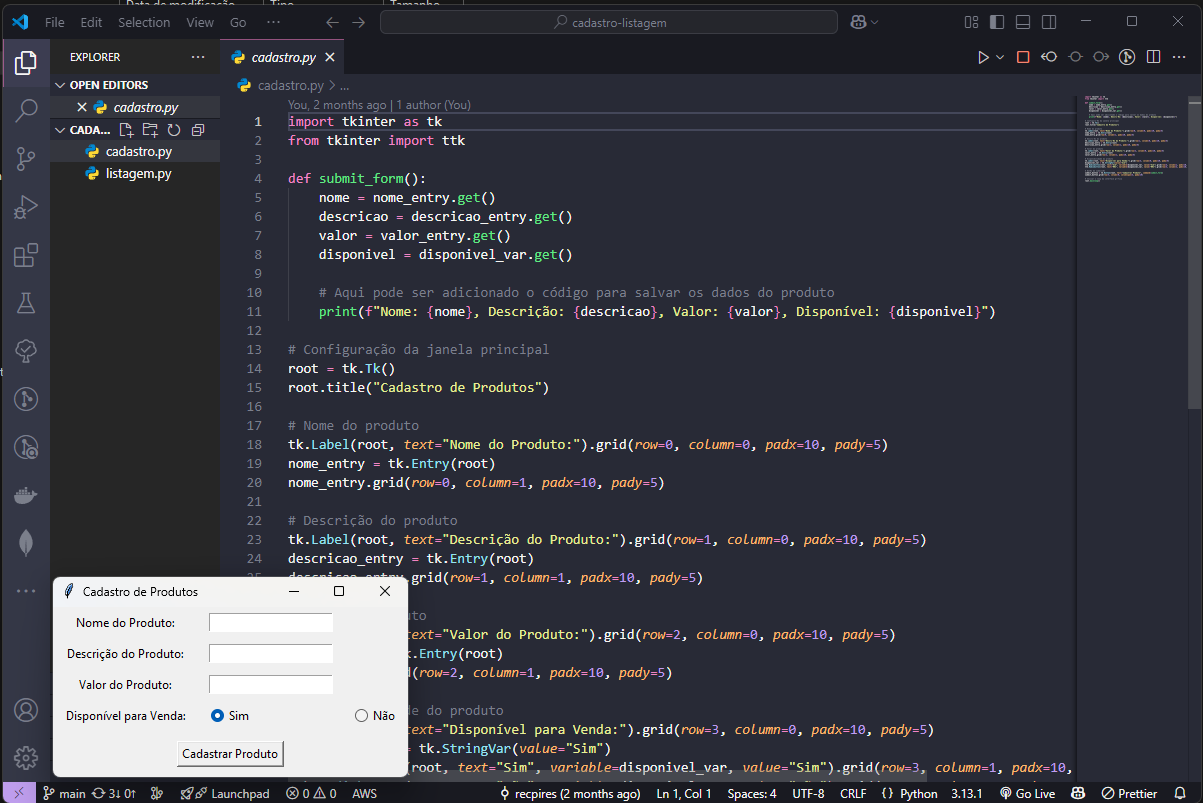 Data de modificação Tipo Tamanho
File Edit Selection View Go ··· cadastro-listagem
EXPLORER ···
OPEN EDITORS
cadastro.py
CADA...
cadastro.py
listagem.py
cadastro.py
cadastro.py > ...
You, 2 months ago | 1 author (You)
1 import tkinter as tk
2 from tkinter import ttk
3
4 def submit_form():
5 nome = nome_entry.get()
6 descricao = descricao_entry.get()
7 valor = valor_entry.get()
8 disponivel = disponivel_var.get()
9
10 # Aqui pode ser adicionado o código para salvar os dados do produto
11 print(f"Nome: {nome}, Descrição: {descricao}, Valor: {valor}, Disponível: {disponivel}")
12
13 # Configuração da janela principal
14 root = tk.Tk()
15 root.title("Cadastro de Produtos")
16
17 # Nome do produto
18 tk.Label(root, text="Nome do Produto:").grid(row=0, column=0, padx=10, pady=5)
19 nome_entry = tk.Entry(root)
20 nome_entry.grid(row=0, column=1, padx=10, pady=5)
21
22 # Descrição do produto
23 tk.Label(root, text="Descrição do Produto:").grid(row=1, column=0, padx=10, pady=5)
24 descricao_entry = tk.Entry(root)
25 descricao_entry.grid(row=1, column=1, padx=10, pady=5)
text="Valor do Produto:").grid(row=2, column=0, padx=10, pady=5)
.Entry(root)
(row=2, column=1, padx=10, pady=5)
de do produto
text="Disponível para Venda:").grid(row=3, column=0, padx=10, pady=5)
= tk.StringVar(value="Sim")
(root, text="Sim", variable=disponivel_var, value="Sim").grid(row=3, column=1, padx=10,
Cadastro de Produtos
Nome do Produto:
Descrição do Produto:
Valor do Produto:
Disponível para Venda: Sim Não
Cadastrar Produto
main 3↓ 0↑ Launchpad 0 0 AWS recpires (2 months ago) Ln 1, Col 1 Spaces: 4 UTF-8 CRLF {} Python 3.13.1 Go Live Prettier